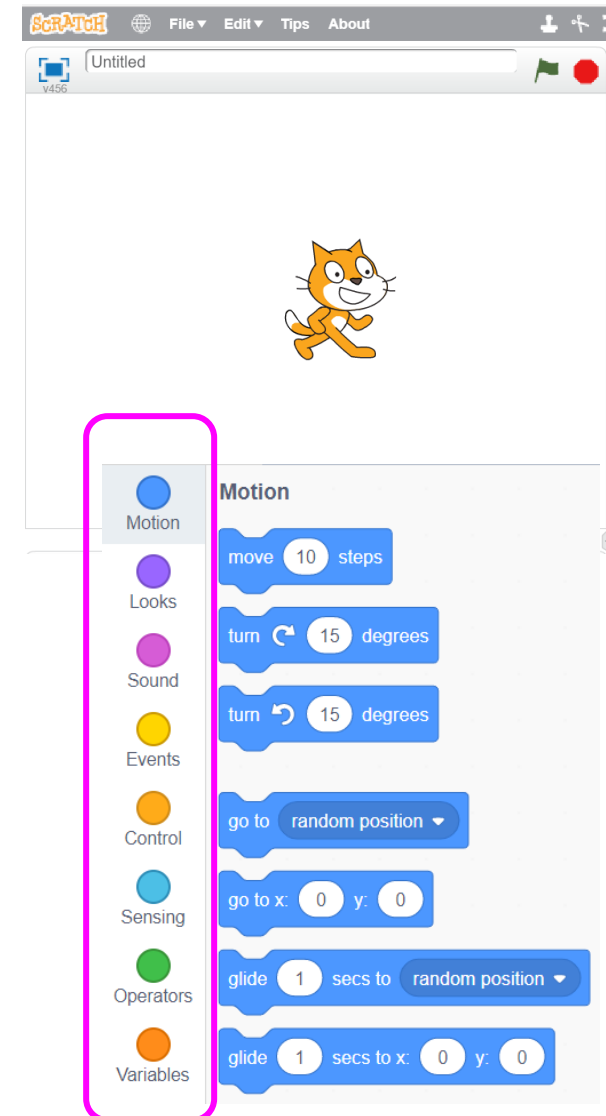 SCRATCH File Edit Tips About
Untitled
v456
Motion
Looks
Sound
Events
Control
Sensing
Operators
Variables
Motion
move 10 steps
turn 15 degrees
turn 15 degrees
go to random position
go to x: 0 y: 0
glide 1 secs to random position
glide 1 secs to x: 0 y: 0